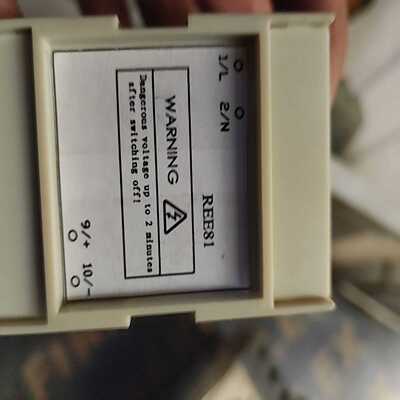 1/L 2/N
REE81
WARNING
Dangerous voltage up to 2 minutes
after switching off!
9/+ 10/-